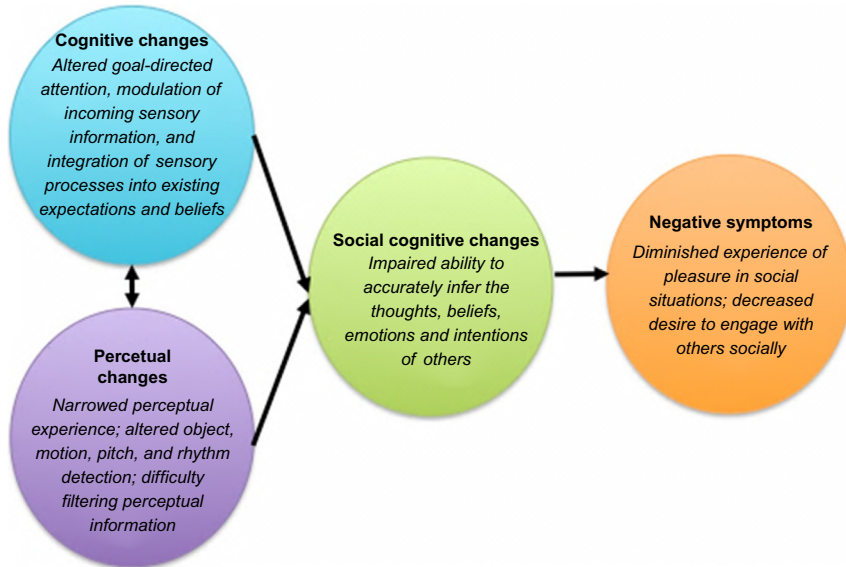 Cognitive changes
Altered goal-directed
attention, modulation of
incoming sensory
information, and
integration of sensory
processes into existing
expectations and beliefs
Percetual
changes
Narrowed perceptual
experience; altered object,
motion, pitch, and rhythm
detection; difficulty
filtering perceptual
information
Social cognitive changes
Impaired ability to
accurately infer the
thoughts, beliefs,
emotions and intentions
of others
Negative symptoms
Diminished experience of
pleasure in social
situations; decreased
desire to engage with
others socially